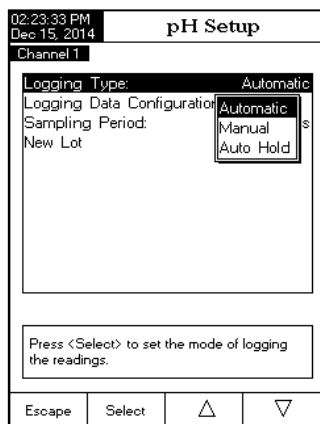 02:23:33 PM
Dec 15, 2014
pH Setup
Channel 1
Logging Type: Automatic
Logging Data Configuration
Sampling Period: s
New Lot
Automatic
Manual
Auto Hold
Press <Select> to set the mode of logging
the readings.
Escape Select